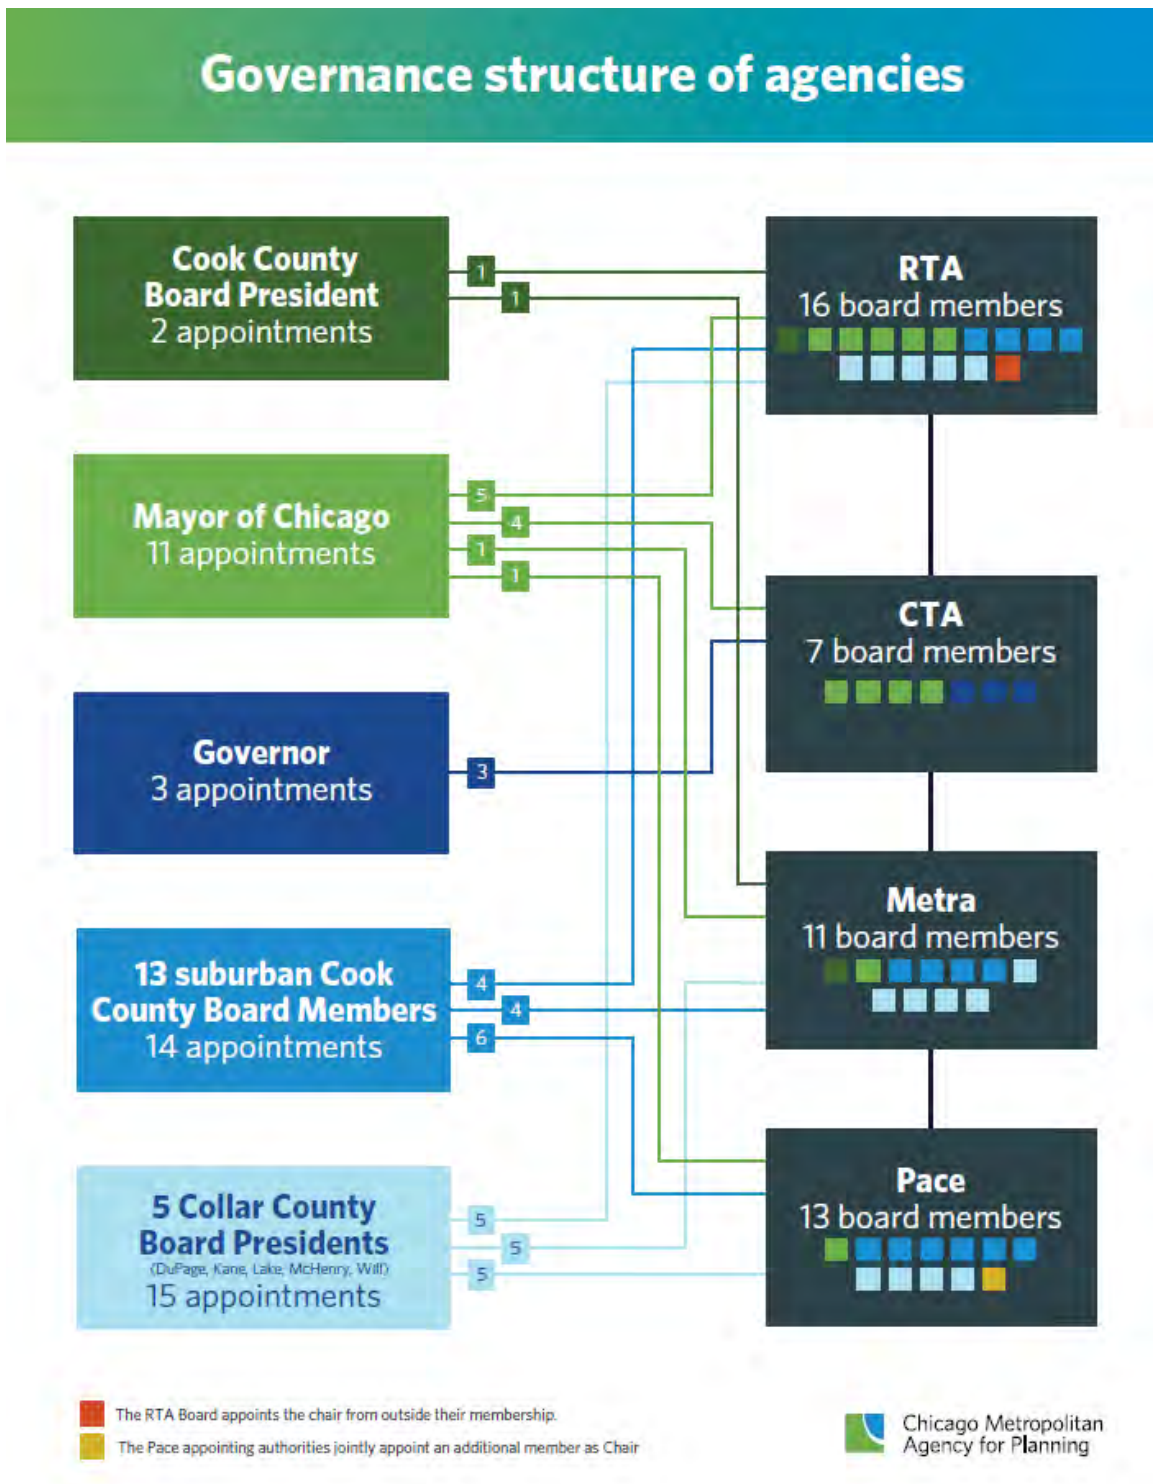 Governance structure of agencies
Cook County
Board President
2 appointments
1
1
RTA
16 board members
Mayor of Chicago
11 appointments
5
4
1
1
CTA
7 board members
Governor
3 appointments
3
Metra
11 board members
13 suburban Cook
County Board Members
14 appointments
4
4
6
Pace
13 board members
5 Collar County
Board Presidents
(DuPage, Kane, Lake, McHenry, Will)
15 appointments
5
5
5
The RTA Board appoints the chair from outside their membership.
The Pace appointing authorities jointly appoint an additional member as Chair
Chicago Metropolitan
Agency for Planning